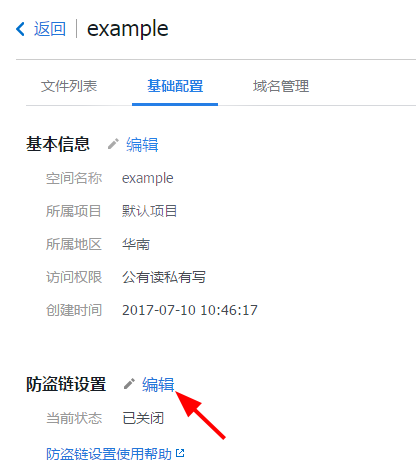 返回 example
文件列表 基础配置 域名管理
基本信息 编辑
空间名称 example
所属项目 默认项目
所属地区 华南
访问权限 公有读私有写
创建时间 2017-07-10 10:46:17
防盗链设置 编辑
当前状态 已关闭
防盗链设置使用帮助